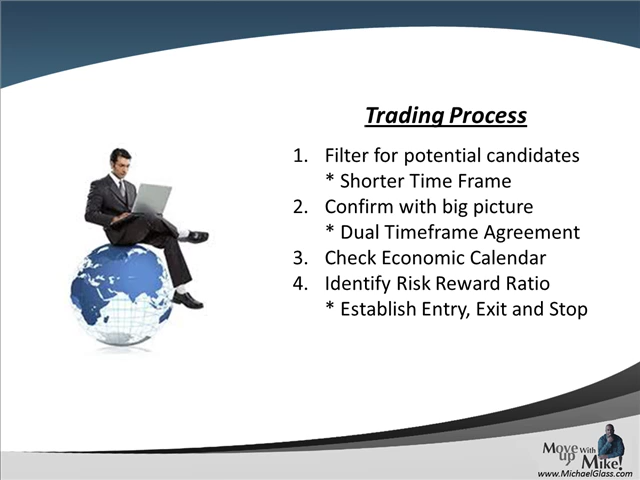 Trading Process
1. Filter for potential candidates
* Shorter Time Frame
2. Confirm with big picture
* Dual Timeframe Agreement
3. Check Economic Calendar
4. Identify Risk Reward Ratio
* Establish Entry, Exit and Stop
Move up With Mike!
www.MichaelGlass.com